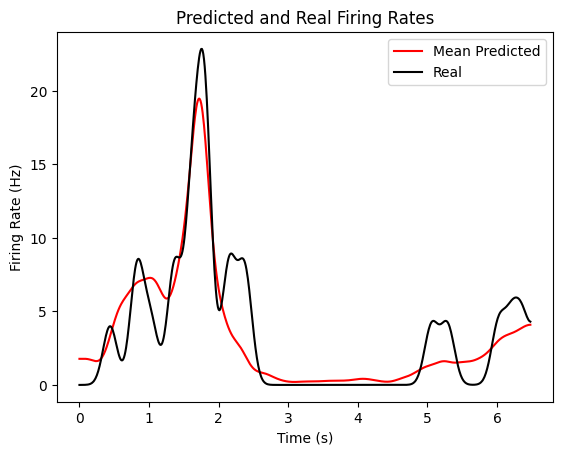 Predicted and Real Firing Rates
Mean Predicted
Real
Firing Rate (Hz)
20
15
10
5
0
0 1 2 3 4 5 6
Time (s)